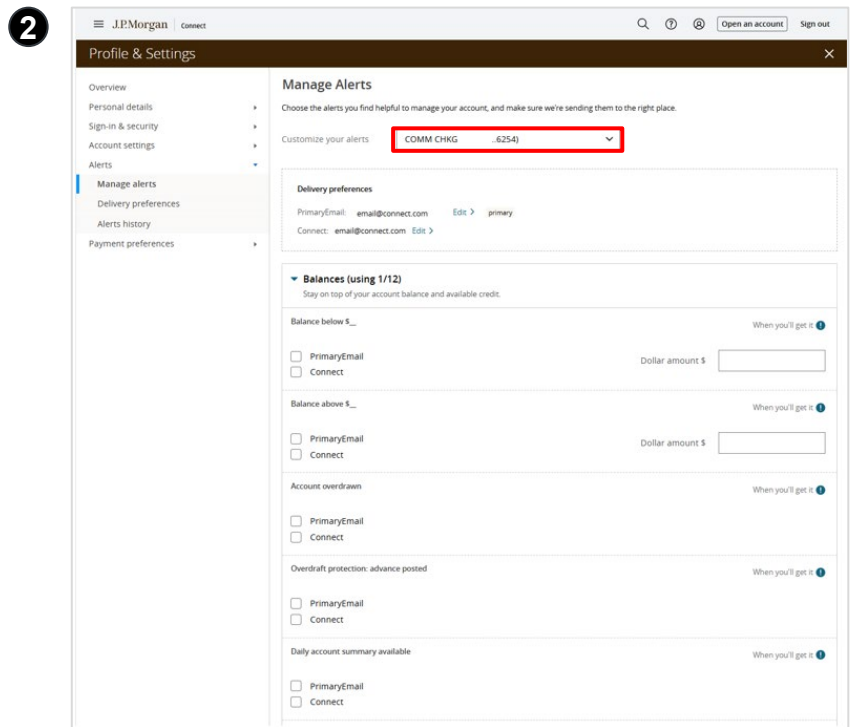 2
J.P.Morgan Connect Open an account Sign out
Profile & Settings
Overview
Personal details
Sign-in & security
Account settings
Alerts
Manage alerts
Delivery preferences
Alerts history
Payment preferences
Manage Alerts
Choose the alerts you find helpful to manage your account, and make sure we're sending them to the right place.
Customize your alerts COMM CHKG ..6254)
Delivery preferences
PrimaryEmail: email@connect.com Edit primary
Connect: email@connect.com Edit
Balances (using 1/12)
Stay on top of your account balance and available credit.
Balance below $__ When you'll get it
PrimaryEmail Dollar amount $
Connect
Balance above $__ When you'll get it
PrimaryEmail Dollar amount $
Connect
Account overdrawn When you'll get it
PrimaryEmail
Connect
Overdraft protection: advance posted When you'll get it
PrimaryEmail
Connect
Daily account summary available When you'll get it
PrimaryEmail
Connect